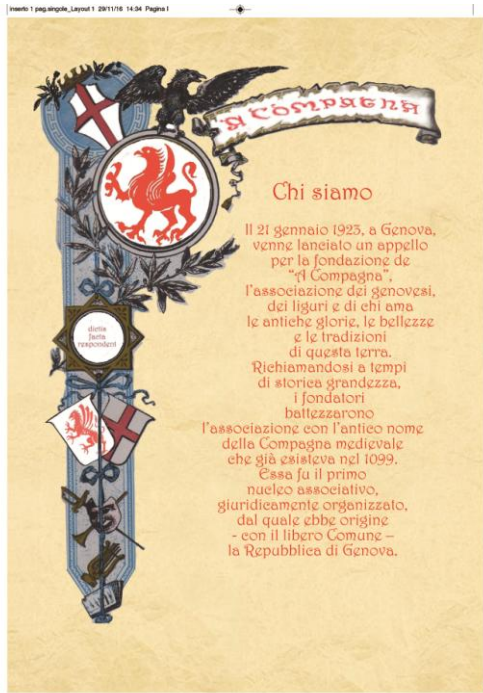 inserto 1 pag.singole_Layout 1 29/11/16 14:34 Pagina I
A COMPAGNA
Chi siamo
Il 21 gennaio 1923, a Genova,
venne lanciato un appello
per la fondazione de
“A Compagna”,
l’associazione dei genovesi,
dei liguri e di chi ama
le antiche glorie, le bellezze
e le tradizioni
di questa terra.
Richiamandosi a tempi
di storica grandezza,
i fondatori
battezzarono
l’associazione con l’antico nome
della Compagna medievale
che già esisteva nel 1099.
Essa fu il primo
nucleo associativo,
giuridicamente organizzato,
dal quale ebbe origine
- con il libero Comune –
la Repubblica di Genova.
dictis
facta
respondent